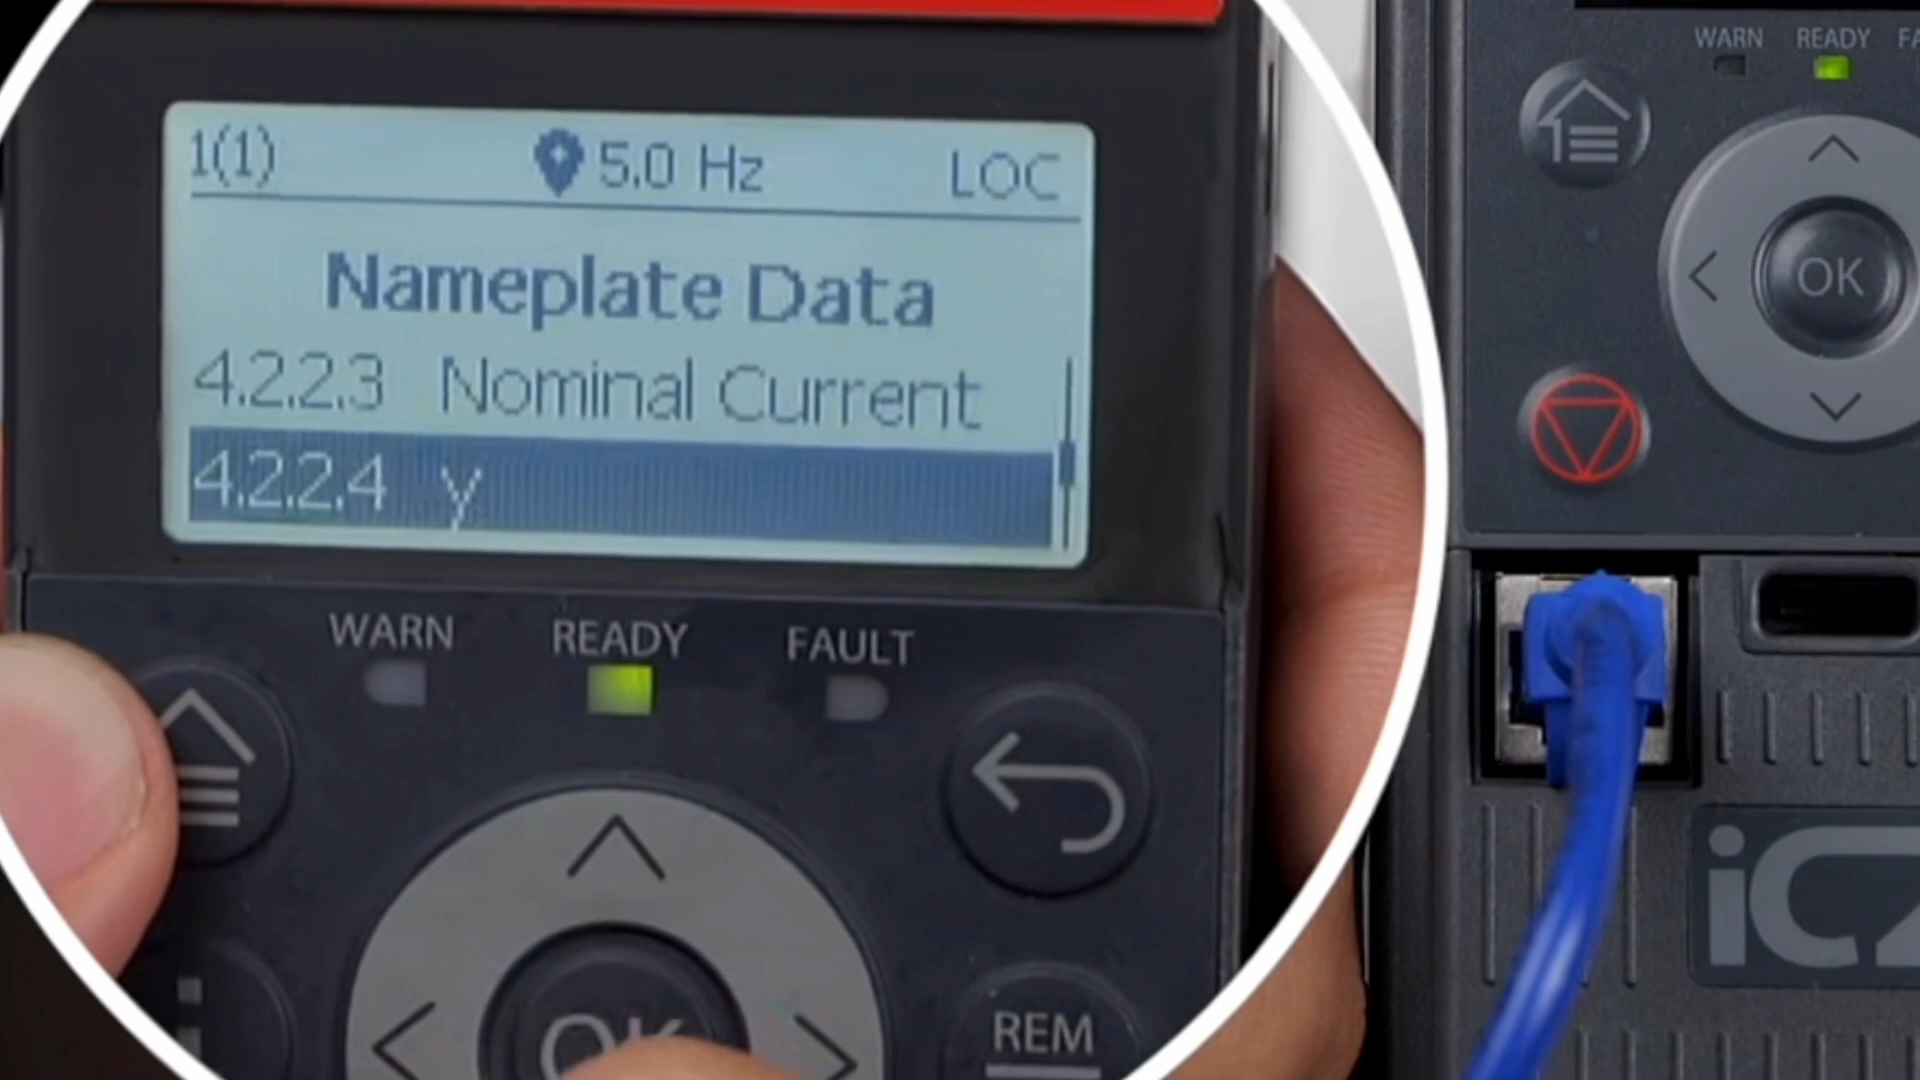 1(1) 5.0 Hz LOC
Nameplate Data
4.2.2.3 Nominal Current
4.2.2.4 y
WARN READY FAULT
OK
REM
WARN READY
OK